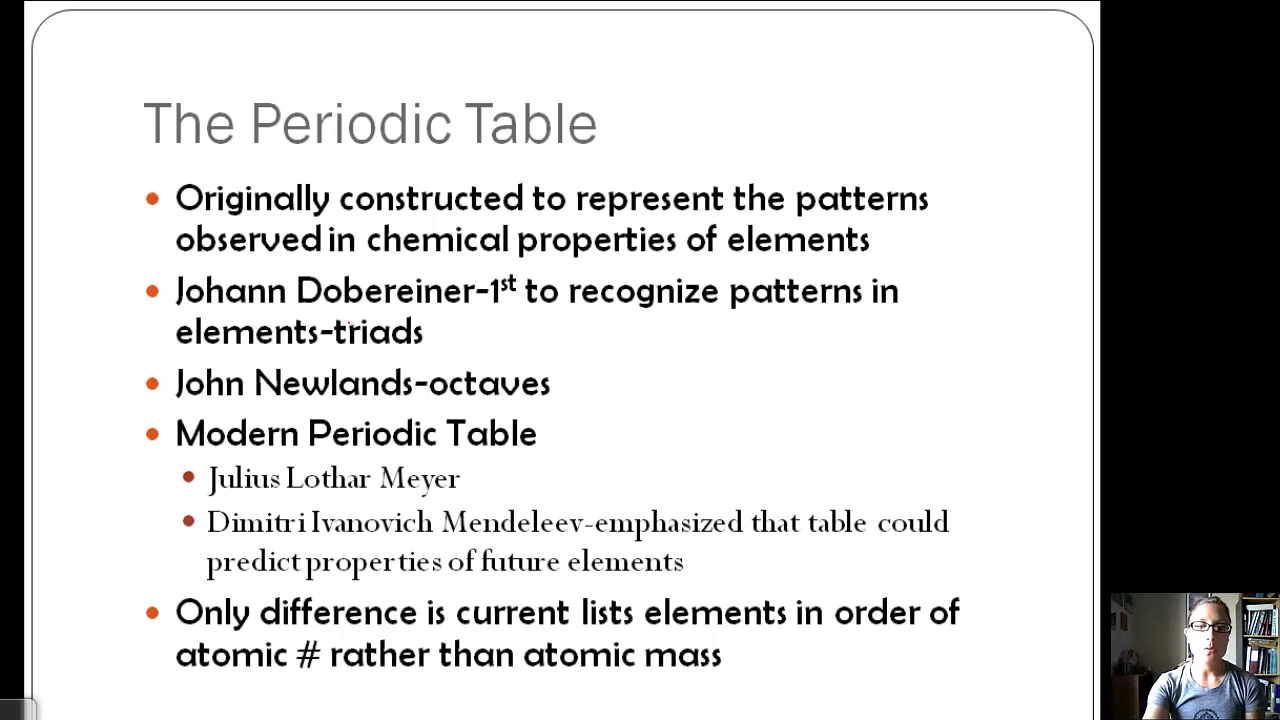 The Periodic Table
• Originally constructed to represent the patterns
observed in chemical properties of elements
• Johann Dobereiner-1st to recognize patterns in
elements-triads
• John Newlands-octaves
• Modern Periodic Table
• Julius Lothar Meyer
• Dimitri Ivanovich Mendeleev-emphasized that table could
predict properties of future elements
• Only difference is current lists elements in order of
atomic # rather than atomic mass